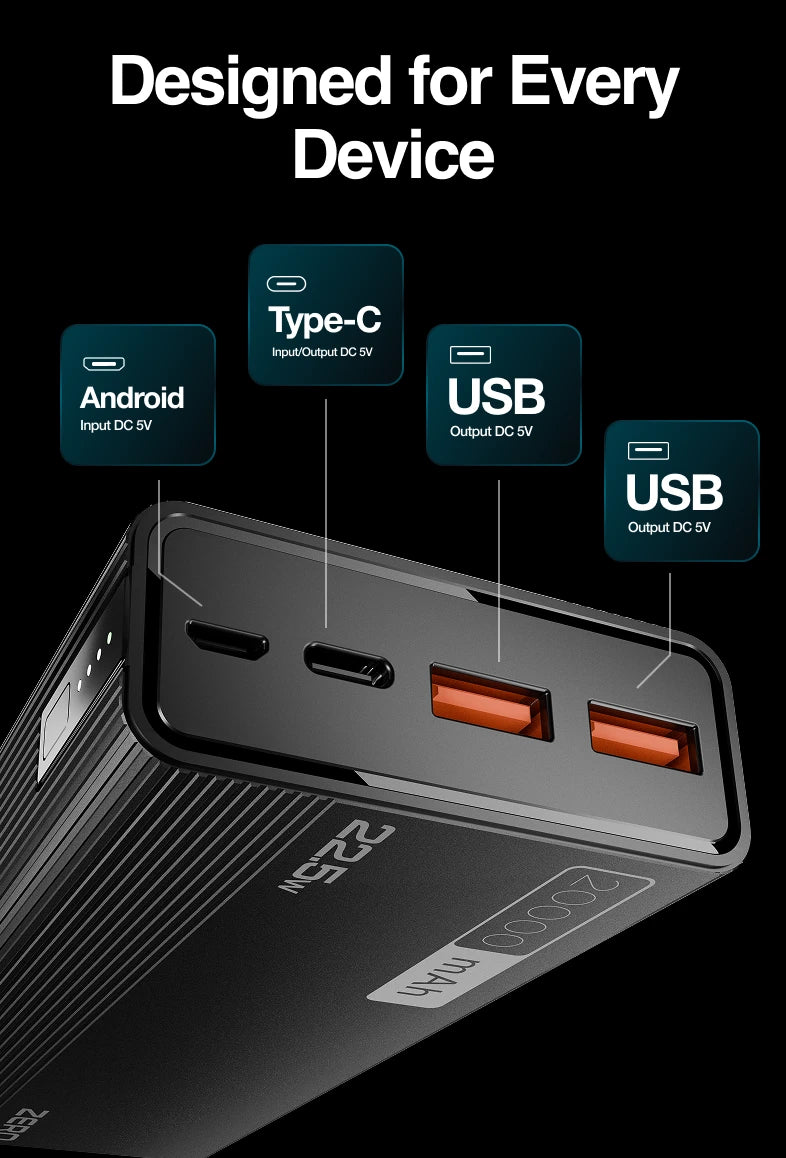 Designed for Every
Device
Type-C
Input/Output DC 5V
Android
Input DC 5V
USB
Output DC 5V
USB
Output DC 5V
22.5W
20000
mAh
ZERO